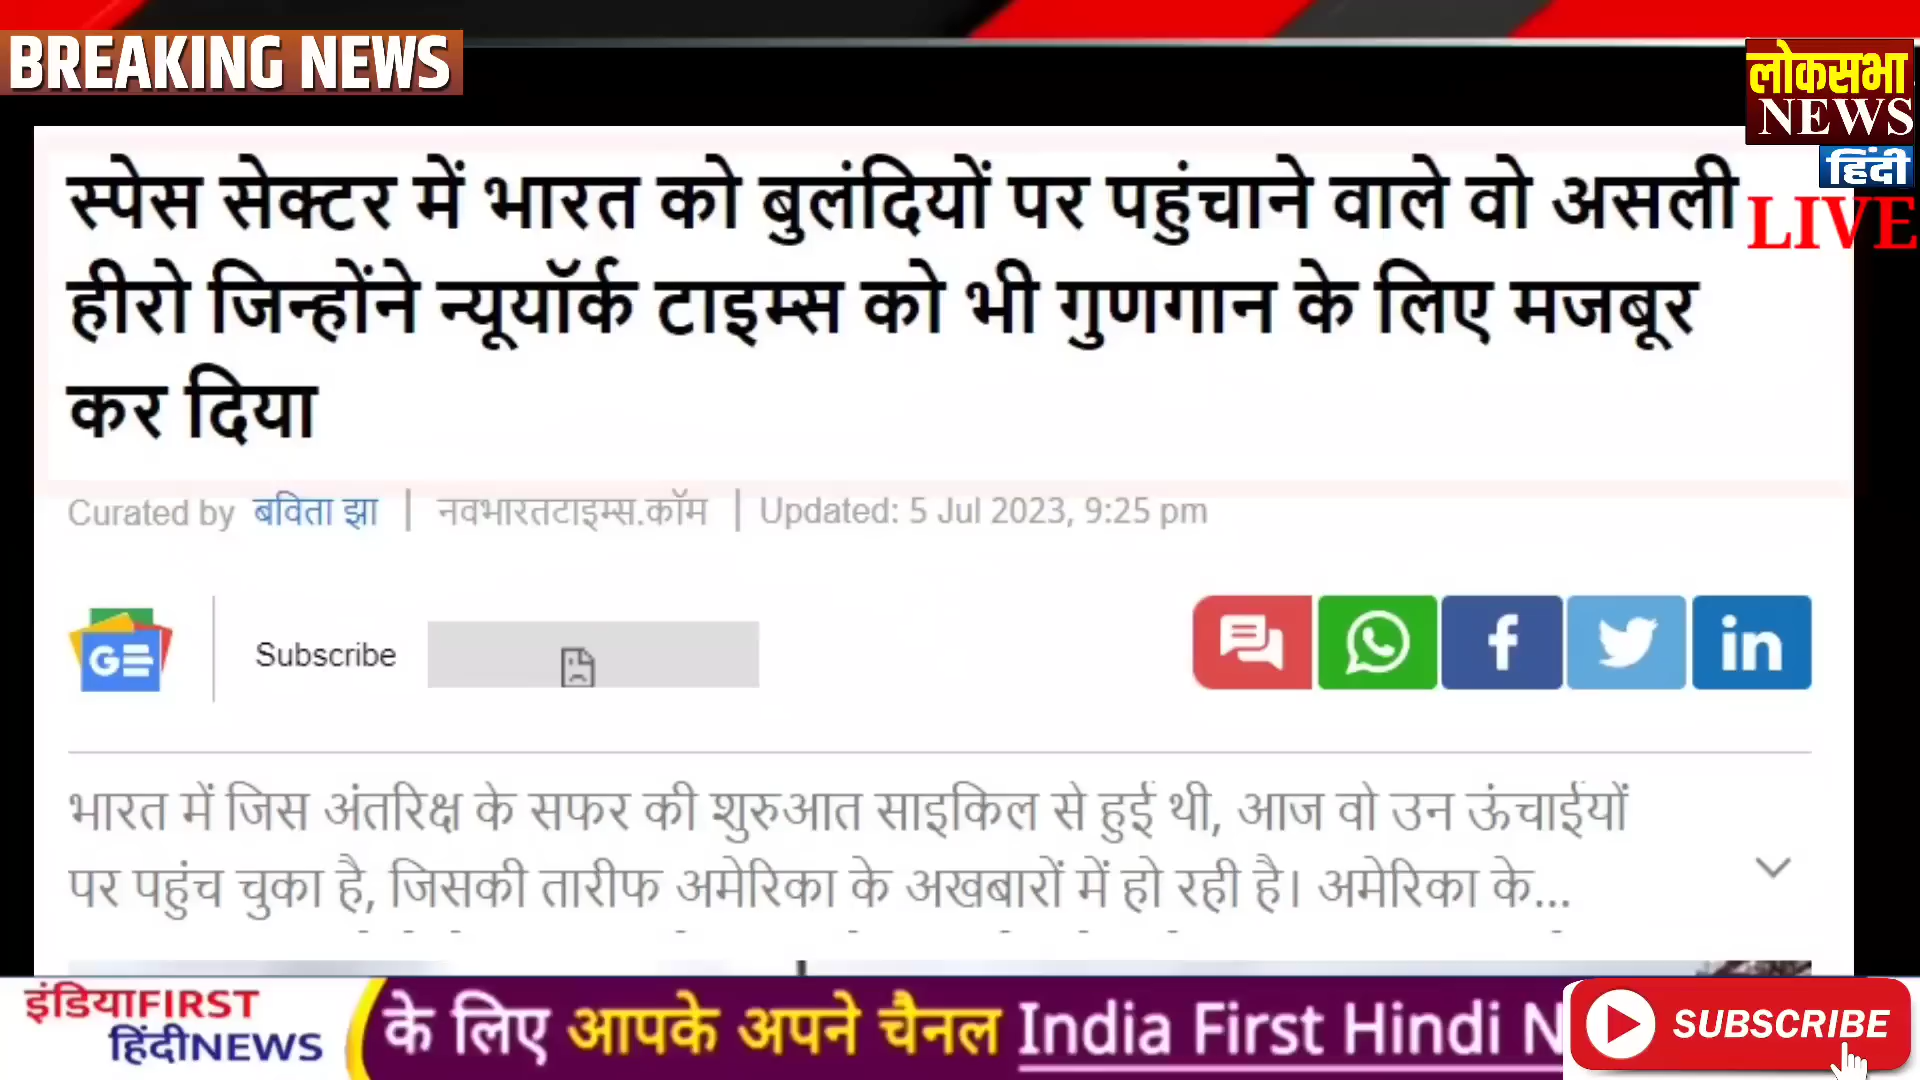 BREAKING NEWS
लोकसभा
NEWS
हिंदी
LIVE
स्पेस सेक्टर में भारत को बुलंदियों पर पहुंचाने वाले वो असली
हीरो जिन्होंने न्यूयॉर्क टाइम्स को भी गुणगान के लिए मजबूर
कर दिया
Curated by बविता झा | नवभारतटाइम्स.कॉम | Updated: 5 Jul 2023, 9:25 pm
Subscribe
भारत में जिस अंतरिक्ष के सफर की शुरुआत साइकिल से हुई थी, आज वो उन ऊंचाईयों
पर पहुंच चुका है, जिसकी तारीफ अमेरिका के अखबारों में हो रही है। अमेरिका के...
इंडियाFIRST
हिंदीNEWS
के लिए आपके अपने चैनल India First Hindi N
SUBSCRIBE